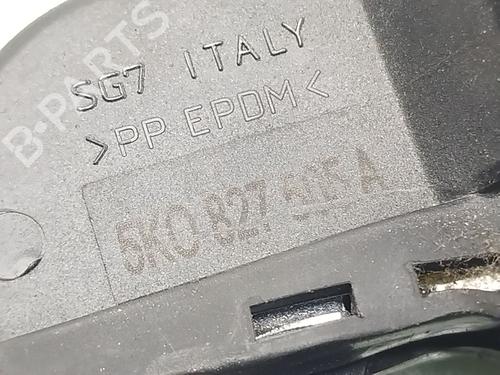 B-PARTS
SG7 ITALY
>PP EPDM<
5K0 827 A